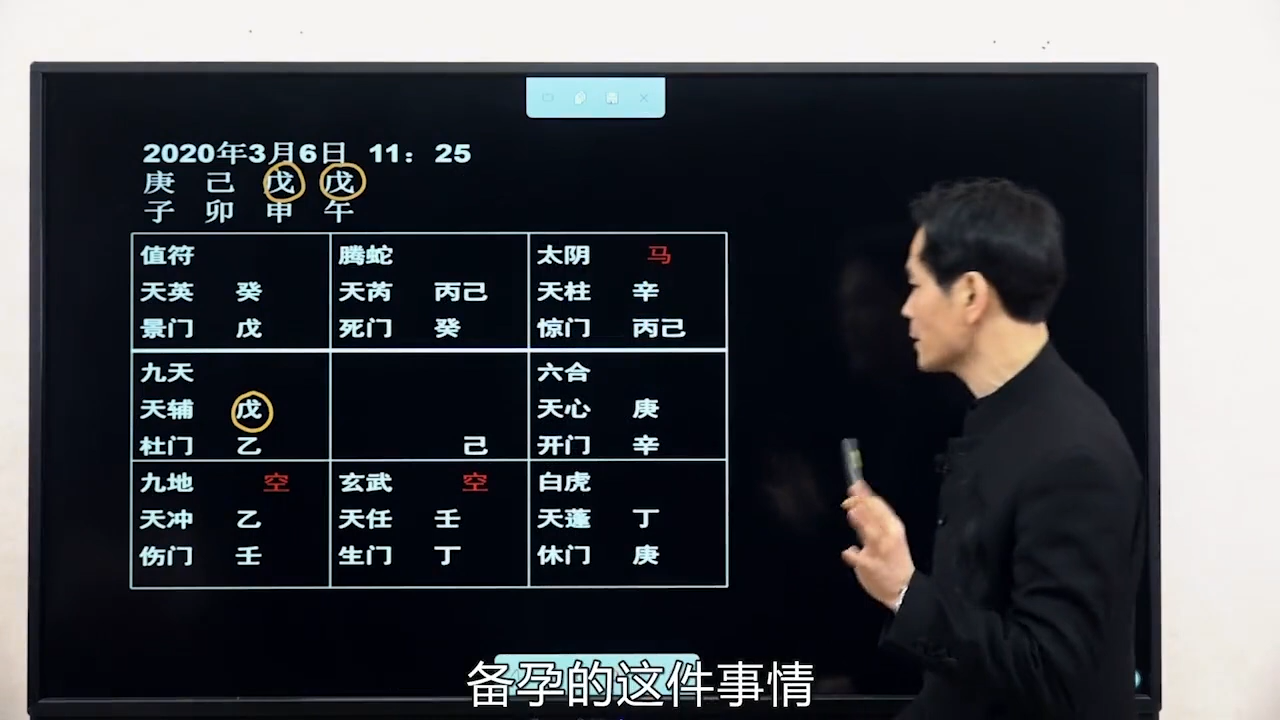 2020年3月6日 11：25
庚 己 戊 戊
子 卯 申 午
值符 腾蛇 太阴 马
天英 癸 天芮 丙己 天柱 辛
景门 戊 死门 癸 惊门 丙己
九天 六合
天辅 戊 天心 庚
杜门 乙 己 开门 辛
九地 空 玄武 空 白虎
天冲 乙 天任 壬 天蓬 丁
伤门 壬 生门 丁 休门 庚
备孕的这件事情